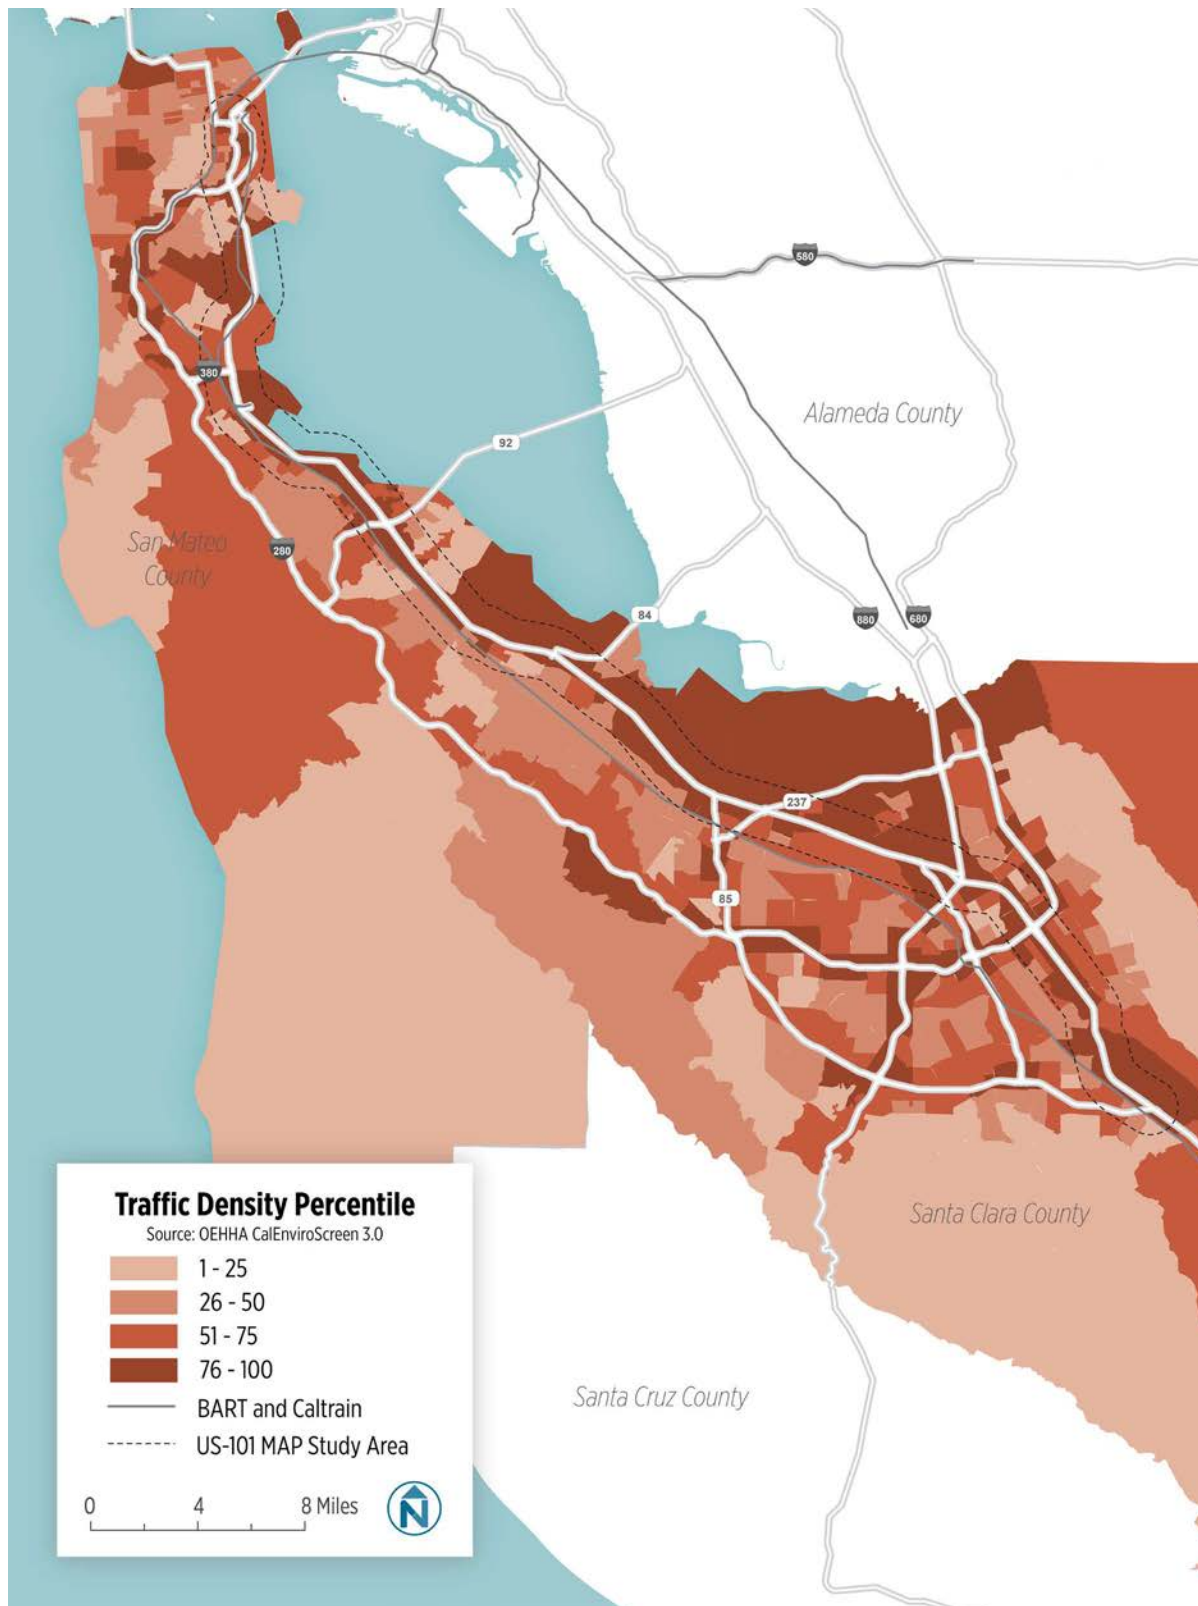 580
380
Alameda County
92
San Mateo
County
280
84
880
680
237
85
Santa Clara County
Traffic Density Percentile
Source: OEHHA CalEnviroScreen 3.0
1 - 25
26 - 50
51 - 75
76 - 100
BART and Caltrain
US-101 MAP Study Area
0 4 8 Miles
N
Santa Cruz County